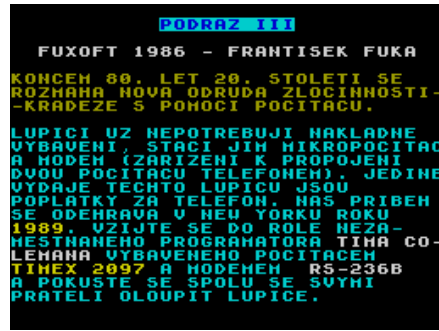 PODRAZ III
FUXOFT 1986 - FRANTISEK FUKA
KONCEM 80. LET 20. STOLETI SE
ROZMAHA NOVA ODRUDA ZLOCINNOSTI-
-KRADEZE S POMOCI POCITACU.
LUPICI UZ NEPOTREBUJI NAKLADNE
VYBAVENI, STACI JIM MIKROPOCITAC
A MODEM (ZARIZENI K PROPOJENI
DVOU POCITACU TELEFONEM). JEDINE
VYDAJE TECHTO LUPICU JSOU
POPLATKY ZA TELEFON. NAS PRIBEH
SE ODEHRAVA V NEW YORKU ROKU
1989. VZIJTE SE DO ROLE NEZA-
MESTNANEHO PROGRAMATORA TIMA CO-
LEMANA VYBAVENEHO POCITACEM
TIMEX 2097 A MODEMEM RS-236B
A POKUSTE SE SPOLU SE SVYMI
PRATELI OLOUPIT LUPICE.